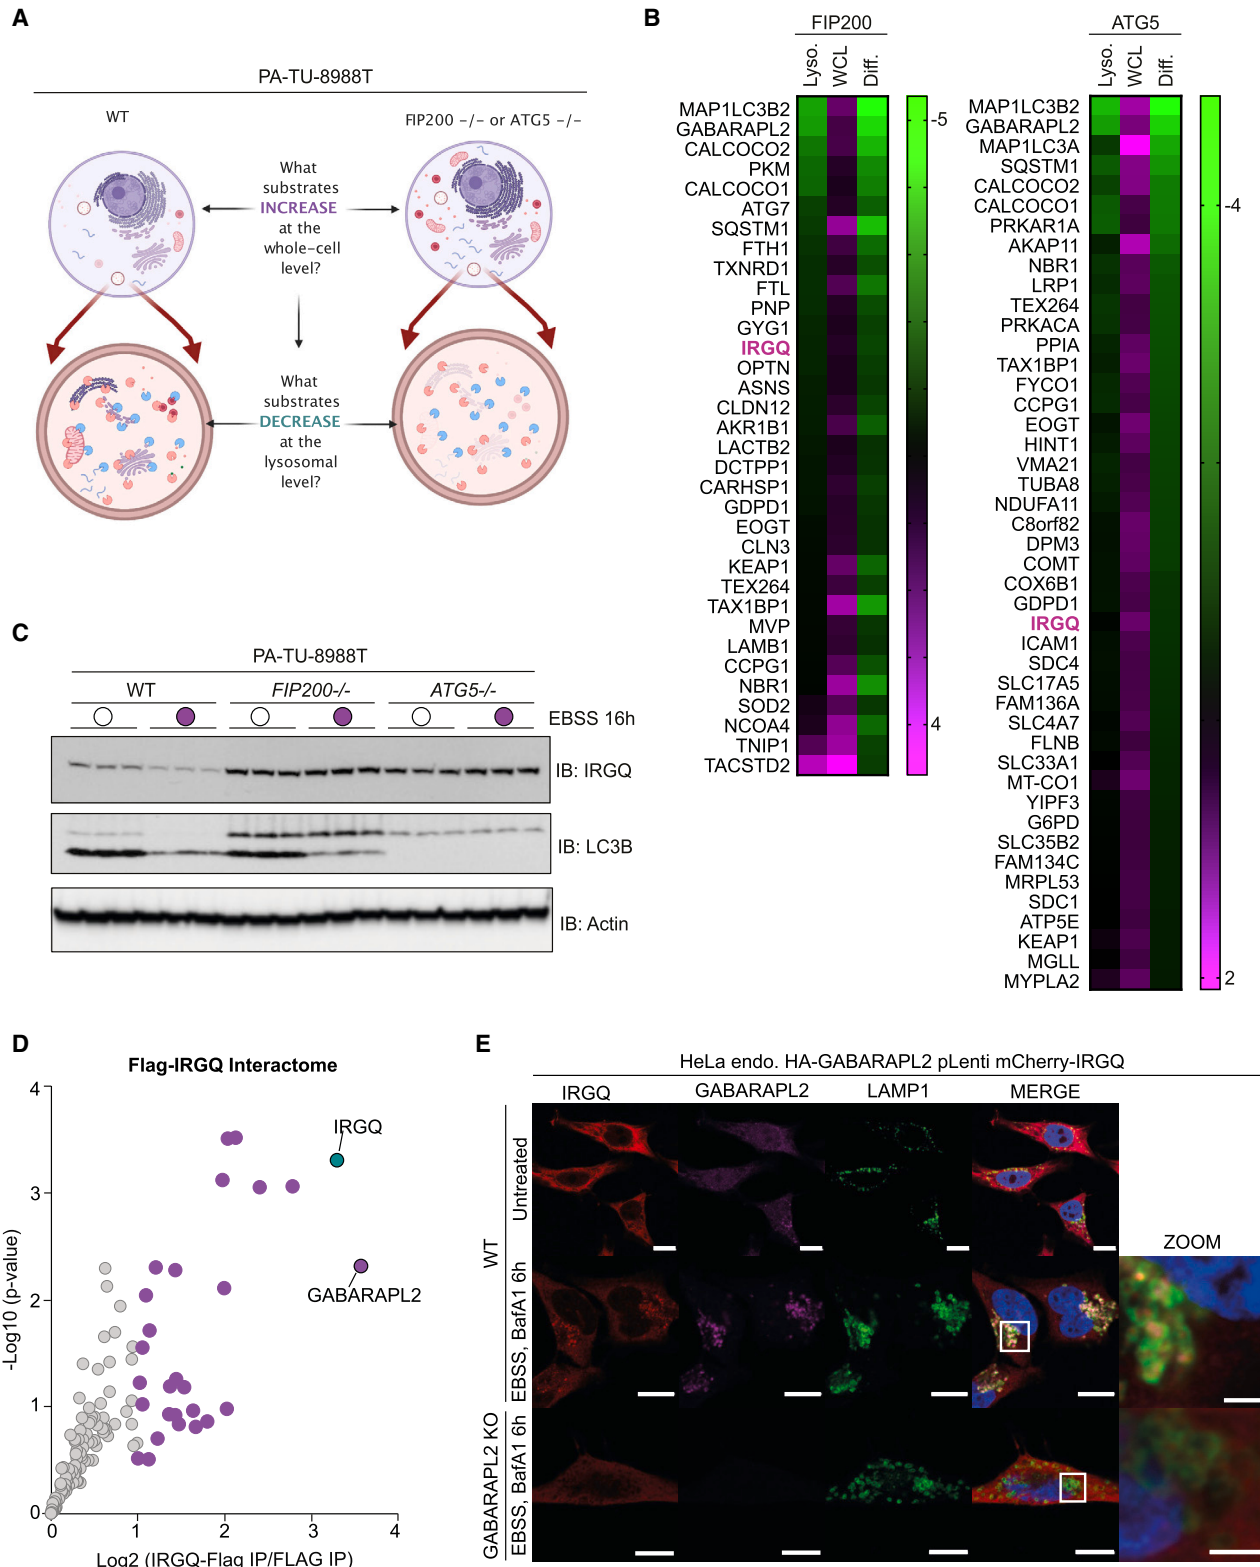 A
PA-TU-8988T
WT
FIP200 -/- or ATG5 -/-
What
substrates
INCREASE
at the
whole-cell
level?
What
substrates
DECREASE
at the
lysosomal
level?
B
FIP200
Lyso.
WCL
Diff.
MAP1LC3B2
GABARAPL2
CALCOCO2
PKM
CALCOCO1
ATG7
SQSTM1
FTH1
TXNRD1
FTL
PNP
GYG1
IRGQ
OPTN
ASNS
CLDN12
AKR1B1
LACTB2
DCTPP1
CARHSP1
GDPD1
EOGT
CLN3
KEAP1
TEX264
TAX1BP1
MVP
LAMB1
CCPG1
NBR1
SOD2
NCOA4
TNIP1
TACSTD2
-5
4
ATG5
Lyso.
WCL
Diff.
MAP1LC3B2
GABARAPL2
MAP1LC3A
SQSTM1
CALCOCO2
CALCOCO1
PRKAR1A
AKAP11
NBR1
LRP1
TEX264
PRKACA
PPIA
TAX1BP1
FYCO1
CCPG1
EOGT
HINT1
VMA21
TUBA8
NDUFA11
C8orf82
DPM3
COMT
COX6B1
GDPD1
IRGQ
ICAM1
SDC4
SLC17A5
FAM136A
SLC4A7
FLNB
SLC33A1
MT-CO1
YIPF3
G6PD
SLC35B2
FAM134C
MRPL53
SDC1
ATP5E
KEAP1
MGLL
MYPLA2
-4
2
C
PA-TU-8988T
WT
FIP200-/-
ATG5-/-
EBSS 16h
IB: IRGQ
IB: LC3B
IB: Actin
D
Flag-IRGQ Interactome
-Log10 (p-value)
4
3
2
1
0
IRGQ
GABARAPL2
0
1
2
3
4
Log2 (IRGQ-Flag IP/FLAG IP)
E
HeLa endo. HA-GABARAPL2 pLenti mCherry-IRGQ
IRGQ
GABARAPL2
LAMP1
MERGE
WT
Untreated
EBSS, BafA1 6h
ZOOM
GABARAPL2 KO
EBSS, BafA1 6h